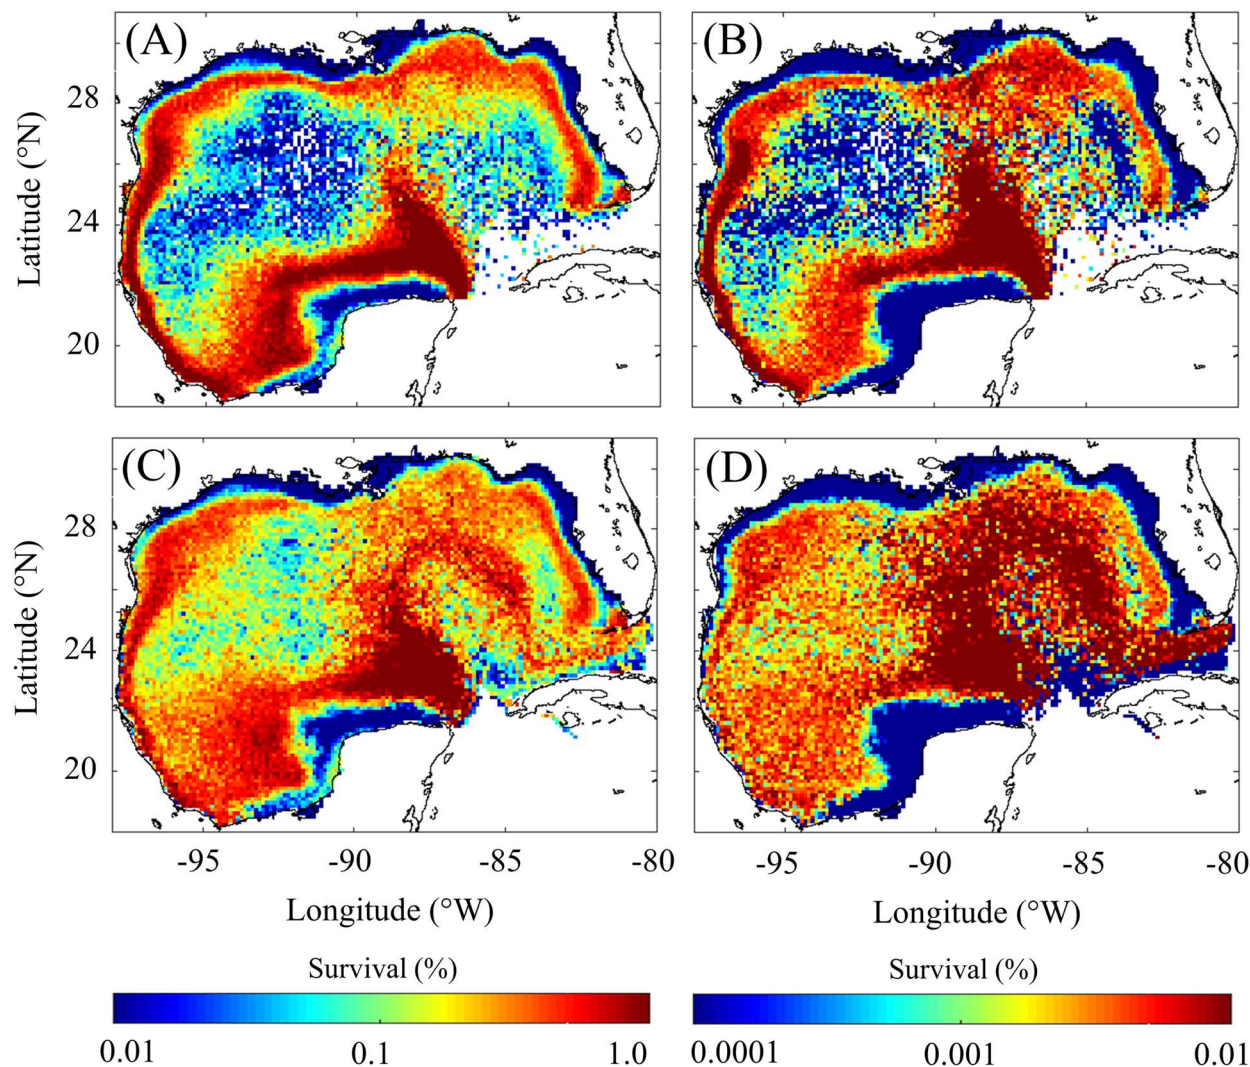 (A)
(B)
28
24
20
Latitude (°N)
(C)
(D)
28
24
20
Latitude (°N)
-95 -90 -85 -80
-95 -90 -85 -80
Longitude (°W)
Longitude (°W)
Survival (%)
Survival (%)
0.01 0.1 1.0
0.0001 0.001 0.01